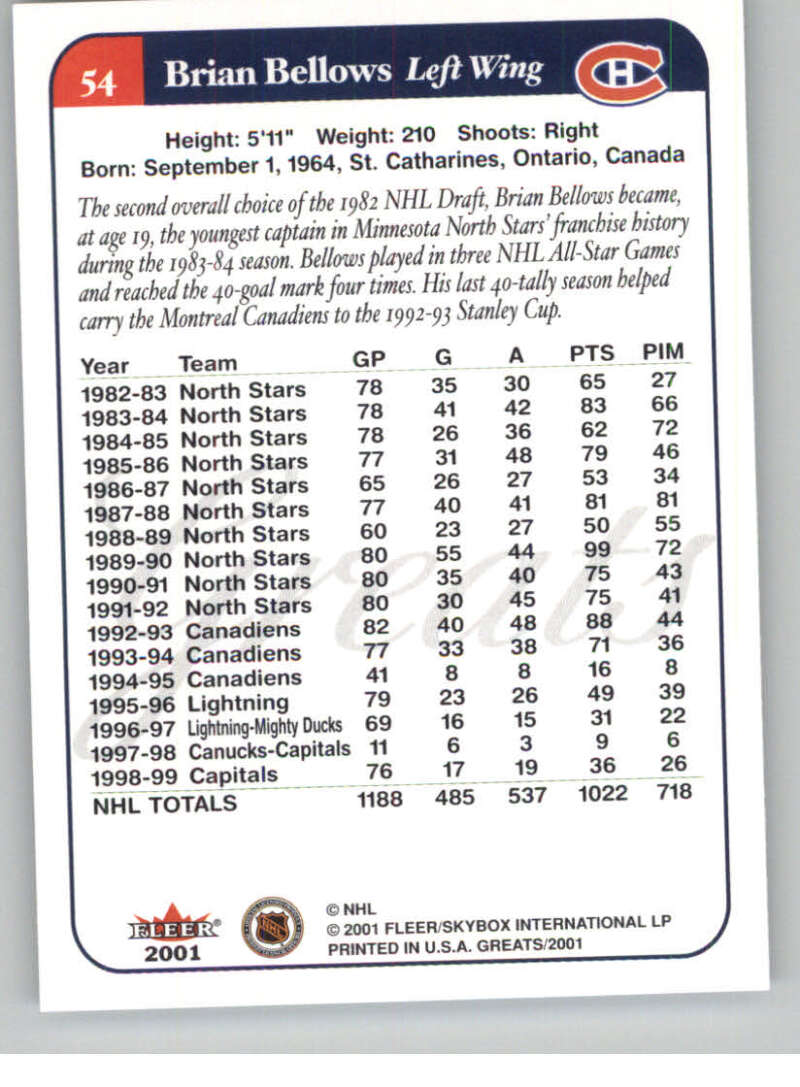 54 Brian Bellows Left Wing
Height: 5'11" Weight: 210 Shoots: Right
Born: September 1, 1964, St. Catharines, Ontario, Canada
The second overall choice of the 1982 NHL Draft, Brian Bellows became,
at age 19, the youngest captain in Minnesota North Stars' franchise history
during the 1983-84 season. Bellows played in three NHL All-Star Games
and reached the 40-goal mark four times. His last 40-tally season helped
carry the Montreal Canadiens to the 1992-93 Stanley Cup.
Year Team GP G A PTS PIM
1982-83 North Stars 78 35 30 65 27
1983-84 North Stars 78 41 42 83 66
1984-85 North Stars 78 26 36 62 72
1985-86 North Stars 77 31 48 79 46
1986-87 North Stars 65 26 27 53 34
1987-88 North Stars 77 40 41 81 81
1988-89 North Stars 60 23 27 50 55
1989-90 North Stars 80 55 44 99 72
1990-91 North Stars 80 35 40 75 43
1991-92 North Stars 80 30 45 75 41
1992-93 Canadiens 82 40 48 88 44
1993-94 Canadiens 77 33 38 71 36
1994-95 Canadiens 41 8 8 16 8
1995-96 Lightning 79 23 26 49 39
1996-97 Lightning-Mighty Ducks 69 16 15 31 22
1997-98 Canucks-Capitals 11 6 3 9 6
1998-99 Capitals 76 17 19 36 26
NHL TOTALS 1188 485 537 1022 718
Greats
FLEER®
2001
NHL
© NHL
© 2001 FLEER/SKYBOX INTERNATIONAL LP
PRINTED IN U.S.A. GREATS/2001